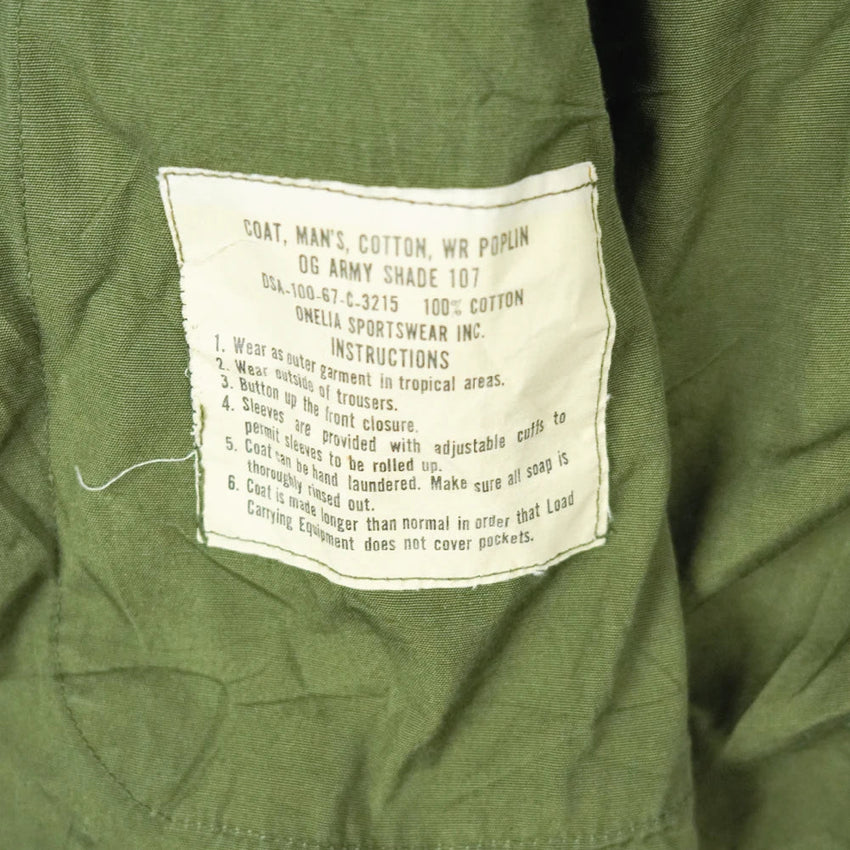 COAT, MAN'S, COTTON, WR POPLIN
OG ARMY SHADE 107
DSA-100-67-C-3215 100% COTTON
ONELIA SPORTSWEAR INC.
INSTRUCTIONS
1. Wear as outer garment in tropical areas.
2. Wear outside of trousers.
3. Button up the front closure.
4. Sleeves are provided with adjustable cuffs to
permit sleeves to be rolled up.
5. Coat can be hand laundered. Make sure all soap is
thoroughly rinsed out.
6. Coat is made longer than normal in order that Load
Carrying Equipment does not cover pockets.